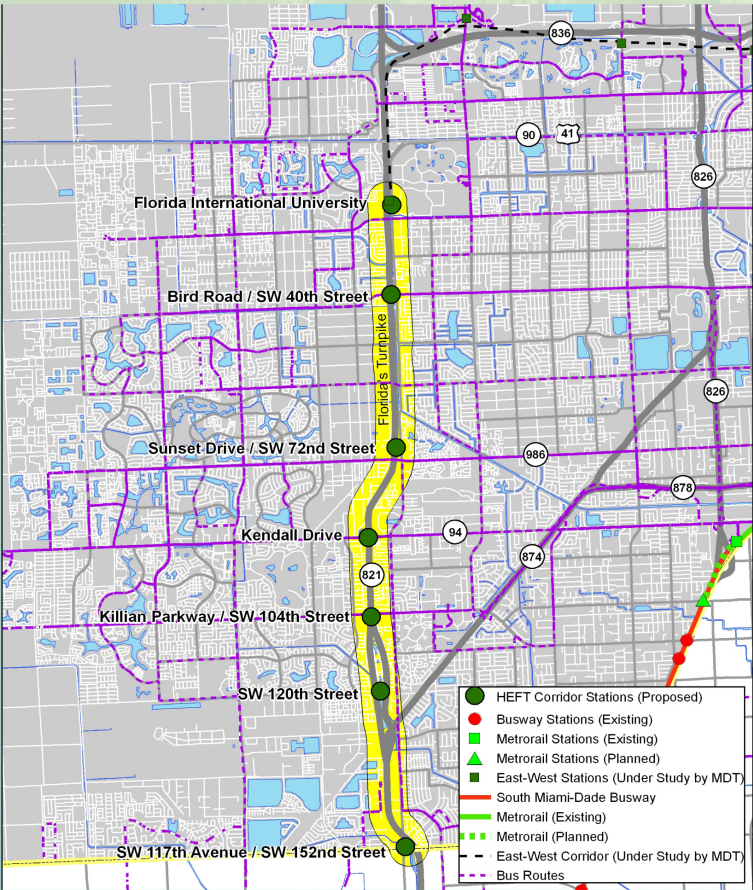 836
90
41
826
Florida International University
Bird Road / SW 40th Street
Florida's Turnpike
826
Sunset Drive / SW 72nd Street
986
878
Kendall Drive
94
874
821
Killian Parkway / SW 104th Street
SW 120th Street
HEFT Corridor Stations (Proposed)
Busway Stations (Existing)
Metrorail Stations (Existing)
Metrorail Stations (Planned)
East-West Stations (Under Study by MDT)
South Miami-Dade Busway
Metrorail (Existing)
Metrorail (Planned)
East-West Corridor (Under Study by MDT)
Bus Routes
SW 117th Avenue / SW 152nd Street